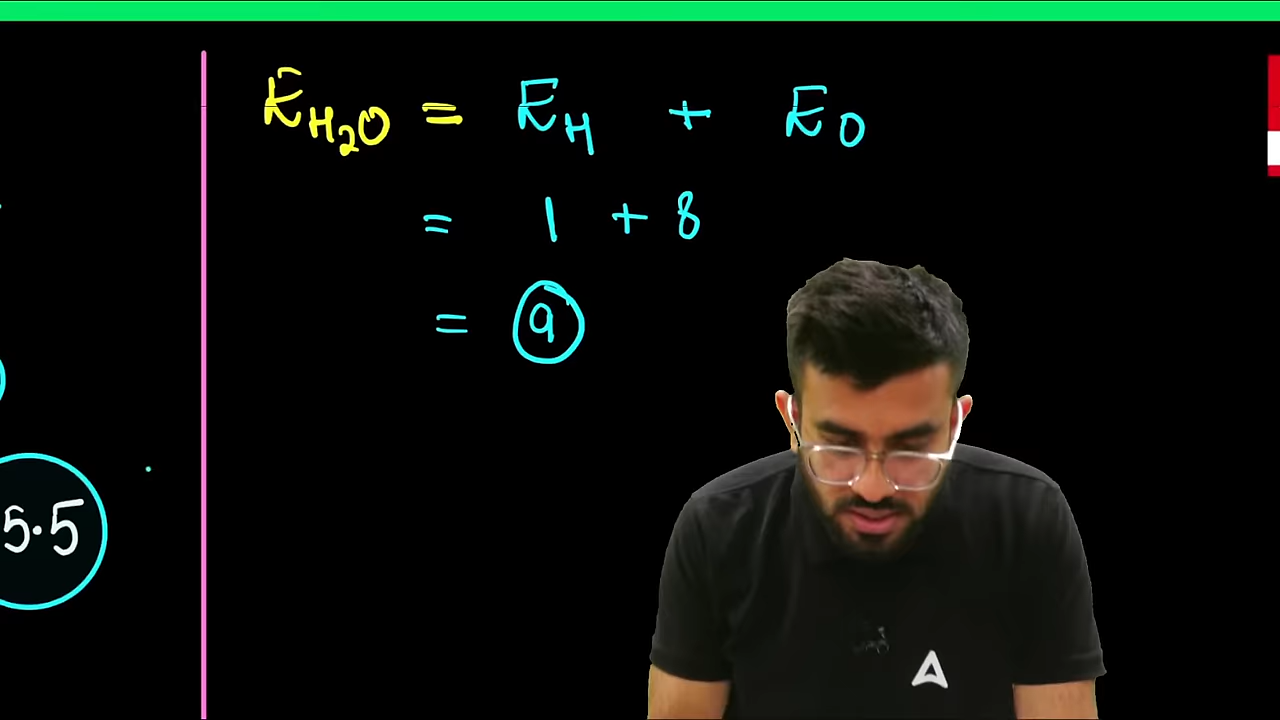 E_H₂O = E_H + E_O
= 1 + 8
= 9
5.5